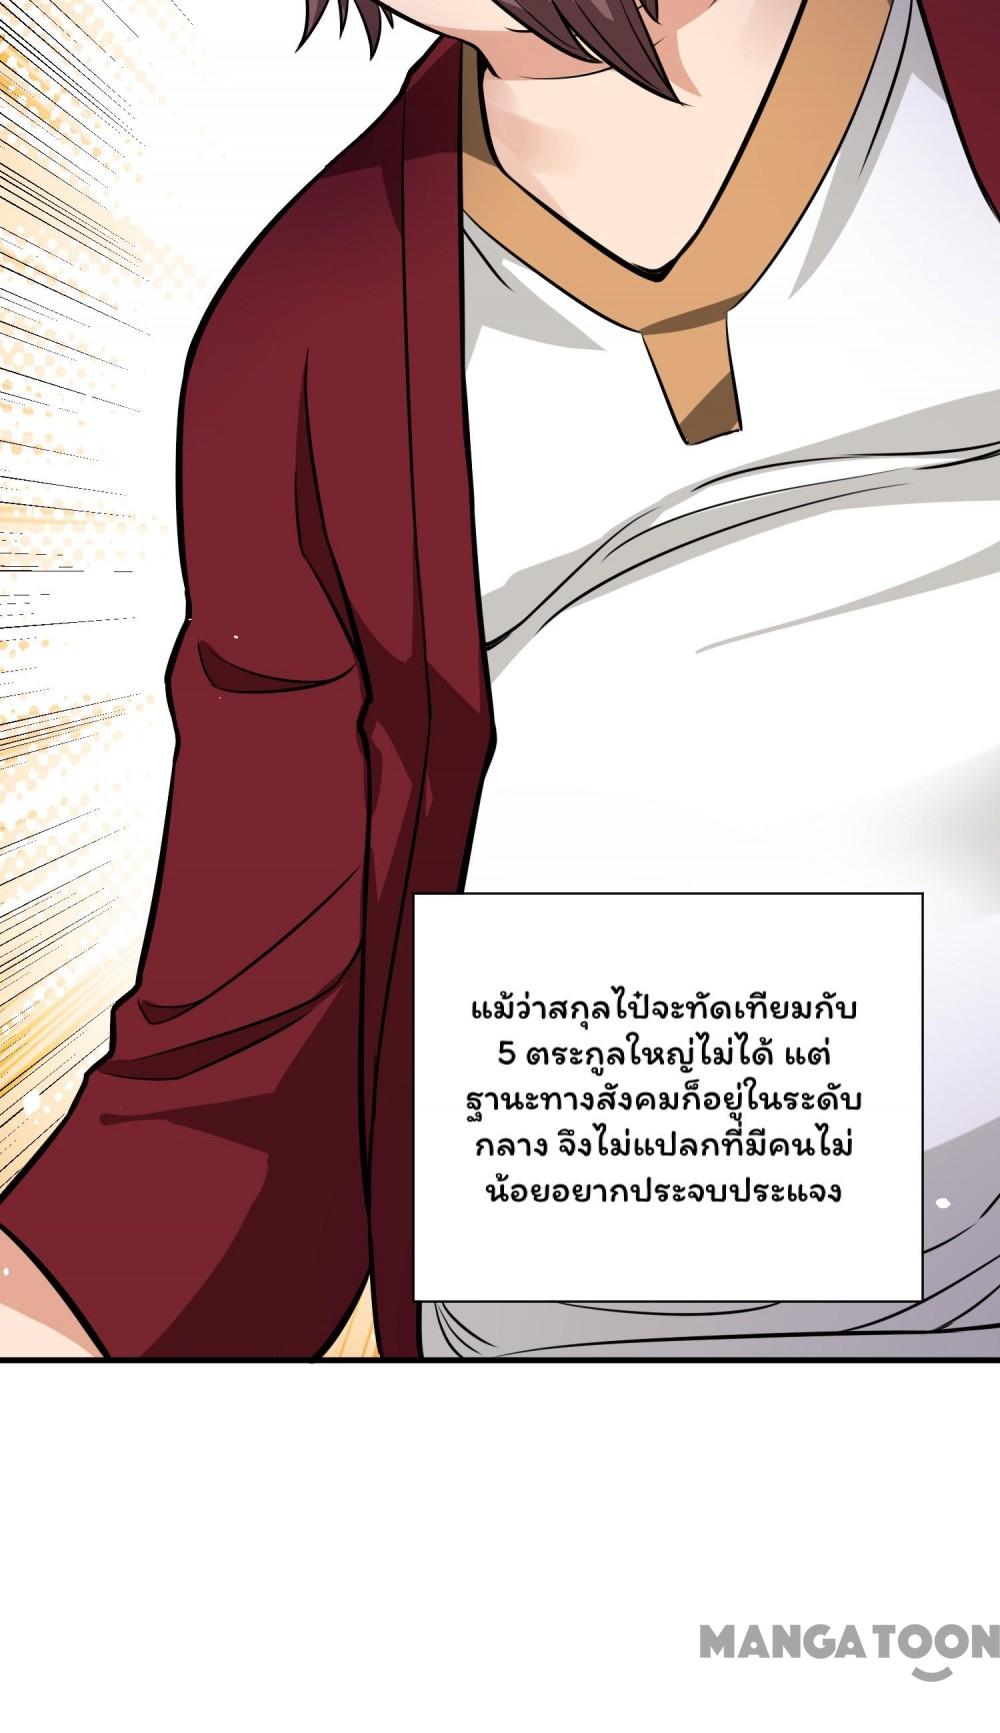 แม้ว่าสกุลไป๋จะทัดเทียมกับ
5 ตระกูลใหญ่ไม่ได้ แต่
ฐานะทางสังคมก็อยู่ในระดับ
กลาง จึงไม่แปลกที่มีคนไม่
น้อยอยากประจบประแจง
MANGATOON